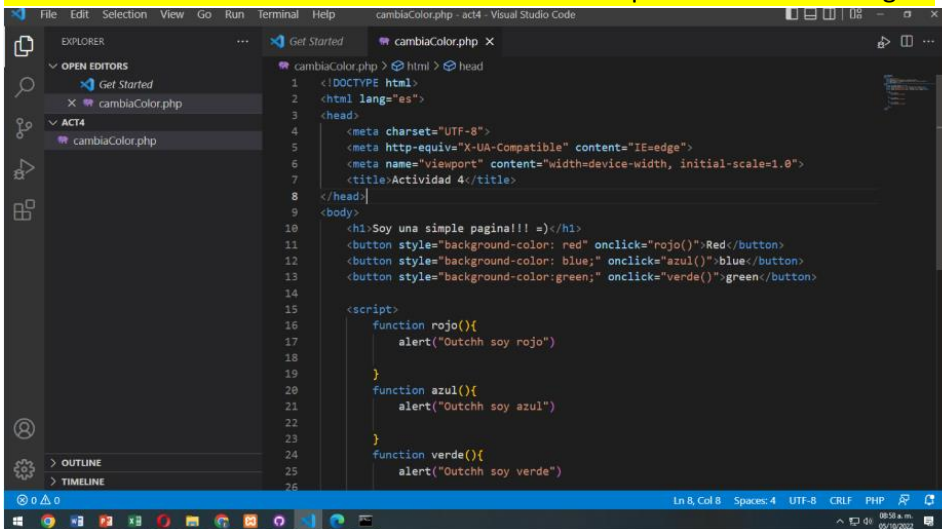 File Edit Selection View Go Run Terminal Help cambiaColor.php - act4 - Visual Studio Code
EXPLORER
Get Started cambiaColor.php
OPEN EDITORS
Get Started
cambiaColor.php
ACT4
cambiaColor.php
OUTLINE
TIMELINE
cambiaColor.php > html > head
1 <!DOCTYPE html>
2 <html lang="es">
3 <head>
4 <meta charset="UTF-8">
5 <meta http-equiv="X-UA-Compatible" content="IE=edge">
6 <meta name="viewport" content="width=device-width, initial-scale=1.0">
7 <title>Actividad 4</title>
8 </head>
9 <body>
10 <h1>Soy una simple pagina!!! =)</h1>
11 <button style="background-color: red" onclick="rojo()">Red</button>
12 <button style="background-color: blue;" onclick="azul()">blue</button>
13 <button style="background-color:green;" onclick="verde()">green</button>
14
15 <script>
16 function rojo(){
17 alert("Outchh soy rojo")
18
19 }
20 function azul(){
21 alert("Outchh soy azul")
22
23 }
24 function verde(){
25 alert("Outchh soy verde")
26
0 0 Ln 8, Col 8 Spaces: 4 UTF-8 CRLF PHP
08:58 a. m.
05/10/2022